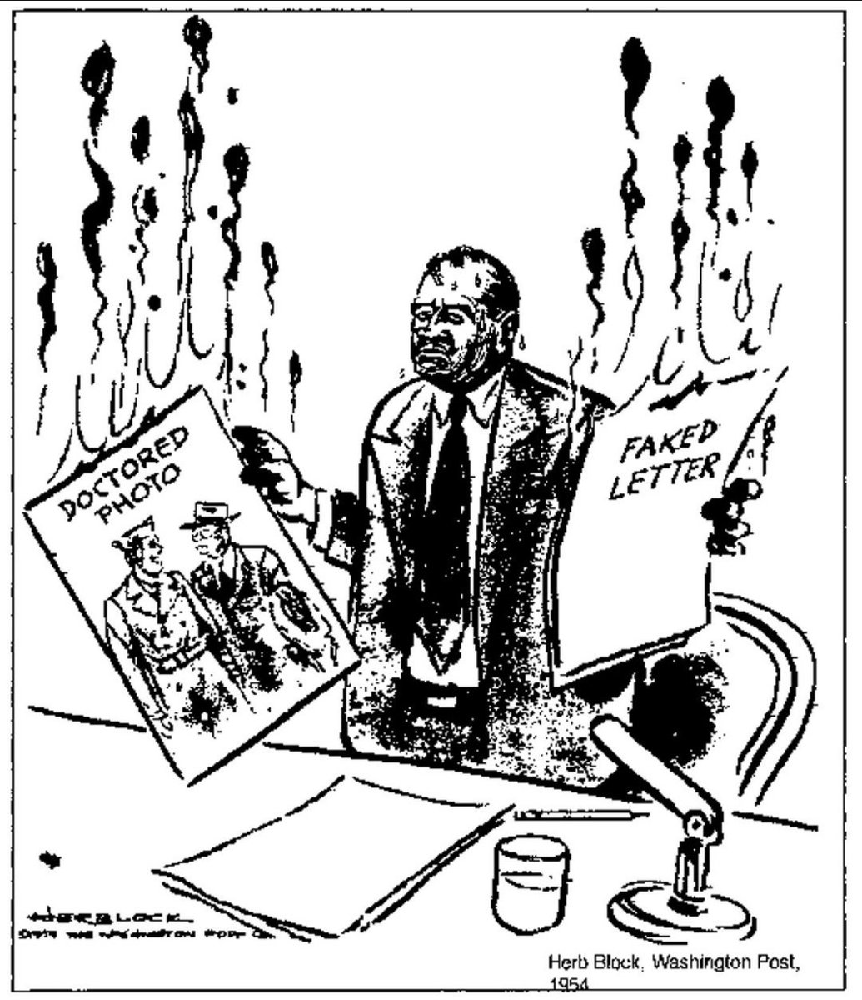 DOCTORED
PHOTO
FAKED
LETTER
HERBLOCK
Herb Block, Washington Post,
1954